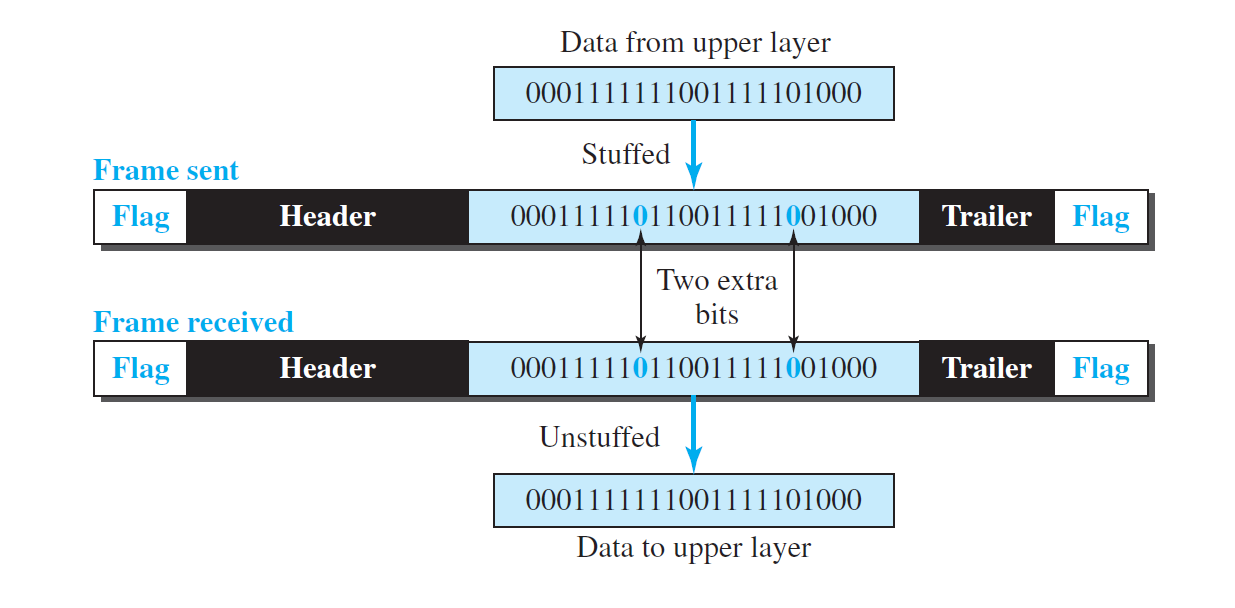 Data from upper layer
0001111111001111101000
Stuffed
Frame sent
Flag Header 000111110110011111001000 Trailer Flag
Two extra
bits
Frame received
Flag Header 000111110110011111001000 Trailer Flag
Unstuffed
0001111111001111101000
Data to upper layer